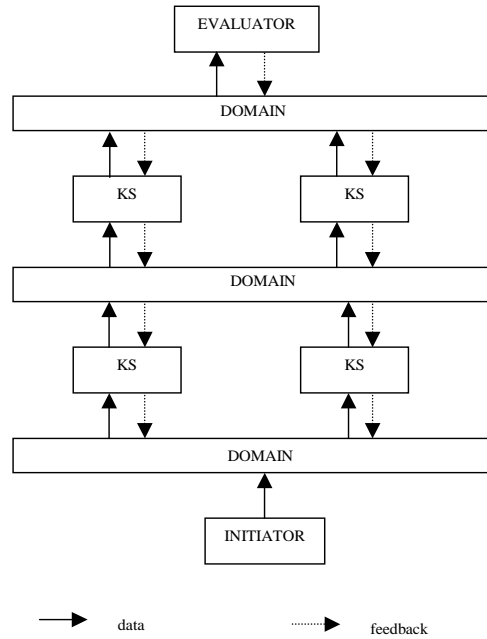 EVALUATOR
DOMAIN
KS KS
DOMAIN
KS KS
DOMAIN
INITIATOR
data feedback